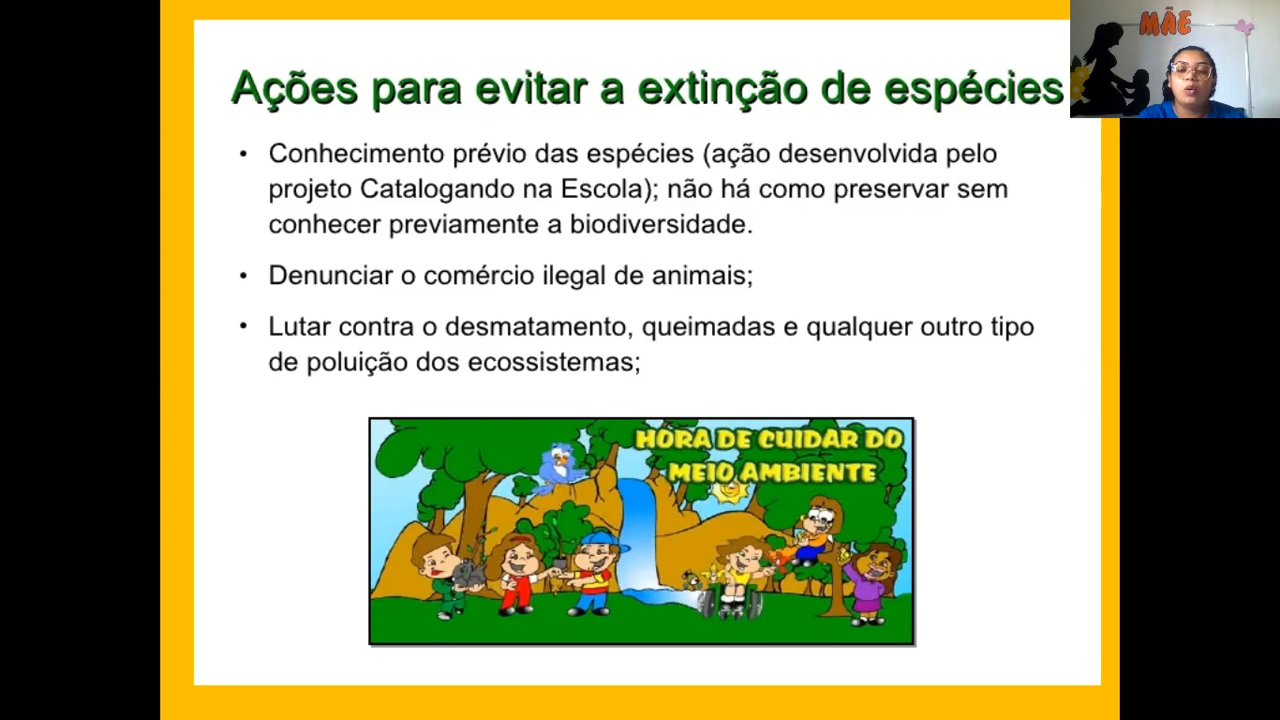 Ações para evitar a extinção de espécies
MÃE
• Conhecimento prévio das espécies (ação desenvolvida pelo
projeto Catalogando na Escola); não há como preservar sem
conhecer previamente a biodiversidade.
• Denunciar o comércio ilegal de animais;
• Lutar contra o desmatamento, queimadas e qualquer outro tipo
de poluição dos ecossistemas;
HORA DE CUIDAR DO
MEIO AMBIENTE